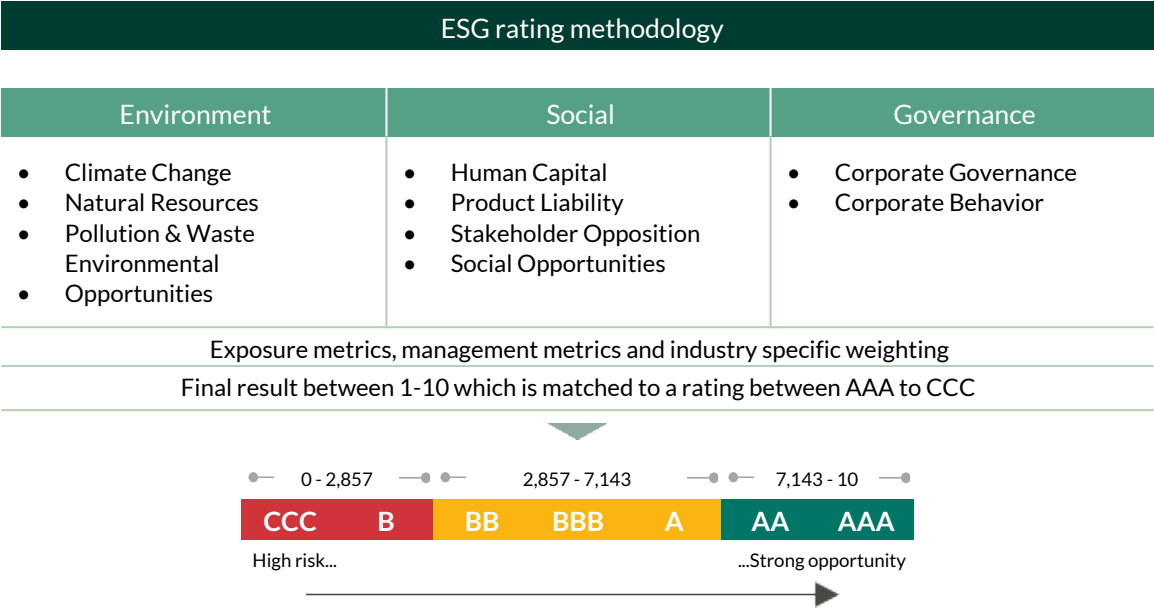 ESG rating methodology
Environment
Social
Governance
• Climate Change
• Natural Resources
• Pollution & Waste
Environmental
• Opportunities
• Human Capital
• Product Liability
• Stakeholder Opposition
• Social Opportunities
• Corporate Governance
• Corporate Behavior
Exposure metrics, management metrics and industry specific weighting
Final result between 1-10 which is matched to a rating between AAA to CCC
0 - 2,857
2,857 - 7,143
7,143 - 10
CCC B BB BBB A AA AAA
High risk...
...Strong opportunity